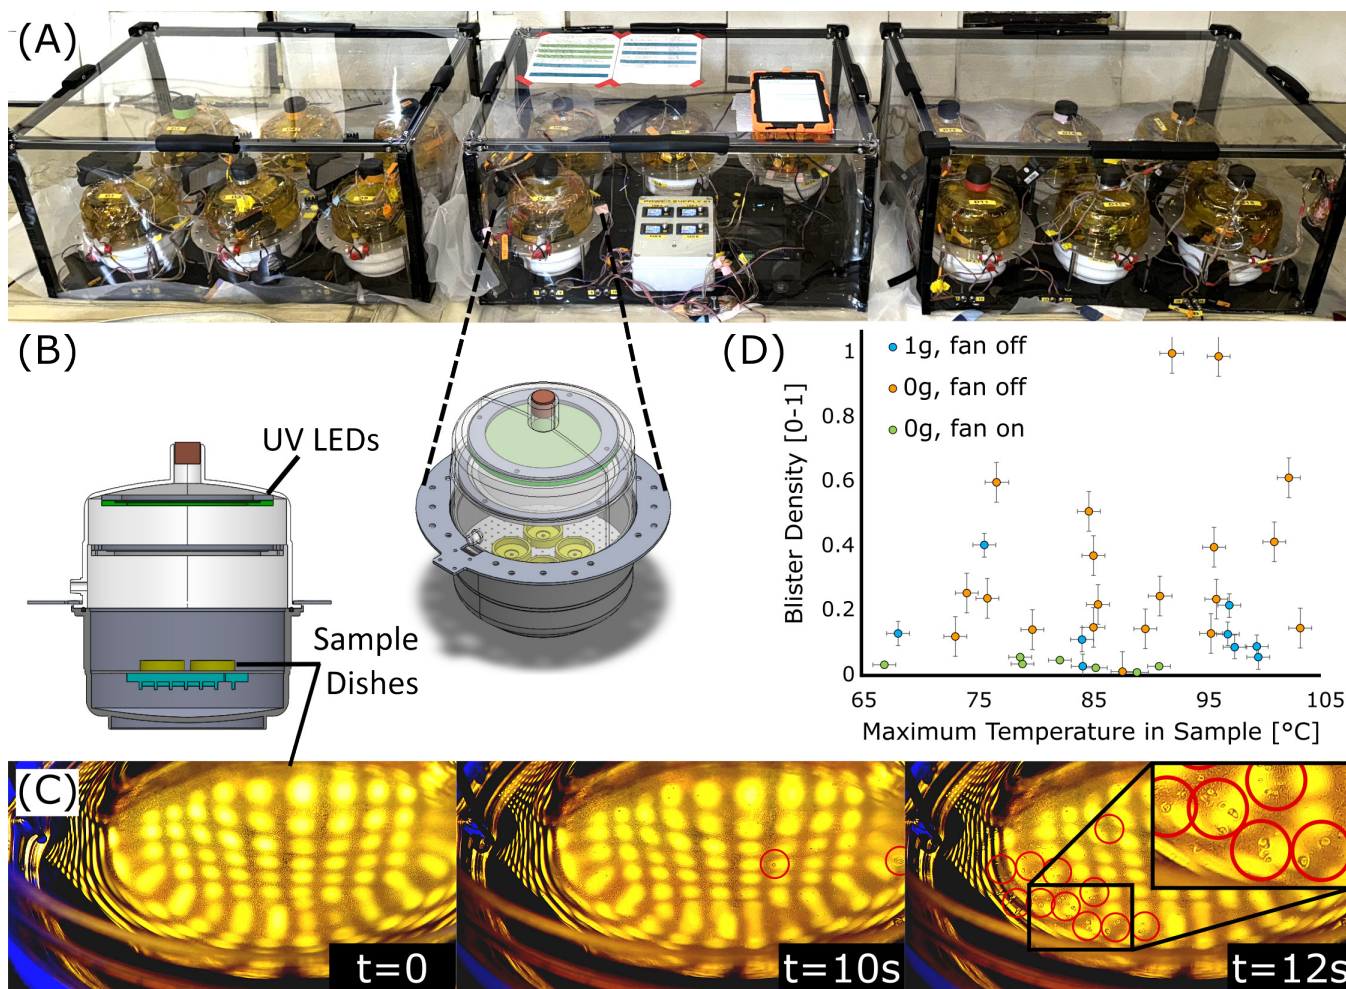 (A)
POWER SUPPLY
(B)
UV LEDs
Sample
Dishes
(D)
1g, fan off
0g, fan off
0g, fan on
Blister Density [0-1]
1
0.8
0.6
0.4
0.2
0
65
75
85
95
105
Maximum Temperature in Sample [°C]
(C)
t=0
t=10s
t=12s